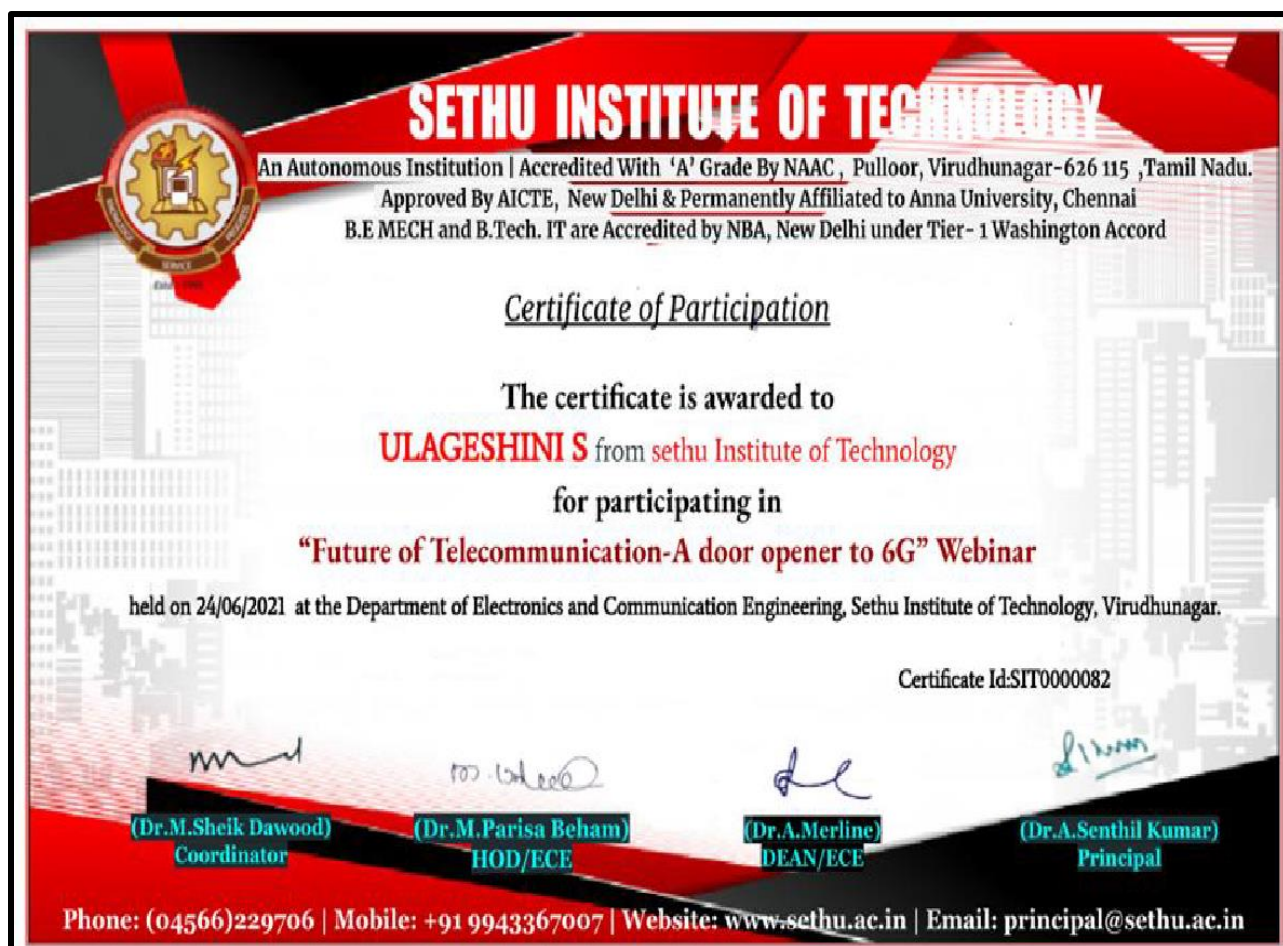 SETHU INSTITUTE OF TECHNOLOGY
An Autonomous Institution | Accredited With 'A' Grade By NAAC , Pulloor, Virudhunagar-626 115 ,Tamil Nadu.
Approved By AICTE, New Delhi & Permanently Affiliated to Anna University, Chennai
B.E MECH and B.Tech. IT are Accredited by NBA, New Delhi under Tier- 1 Washington Accord
SERVICE
Certificate of Participation
The certificate is awarded to
ULAGESHINI S from sethu Institute of Technology
for participating in
“Future of Telecommunication-A door opener to 6G” Webinar
held on 24/06/2021 at the Department of Electronics and Communication Engineering, Sethu Institute of Technology, Virudhunagar.
Certificate Id:SIT0000082
(Dr.M.Sheik Dawood) (Dr.M.Parisa Beham) (Dr.A.Merline) (Dr.A.Senthil Kumar)
Coordinator HOD/ECE DEAN/ECE Principal
Phone: (04566)229706 | Mobile: +91 9943367007 | Website: www.sethu.ac.in | Email: principal@sethu.ac.in